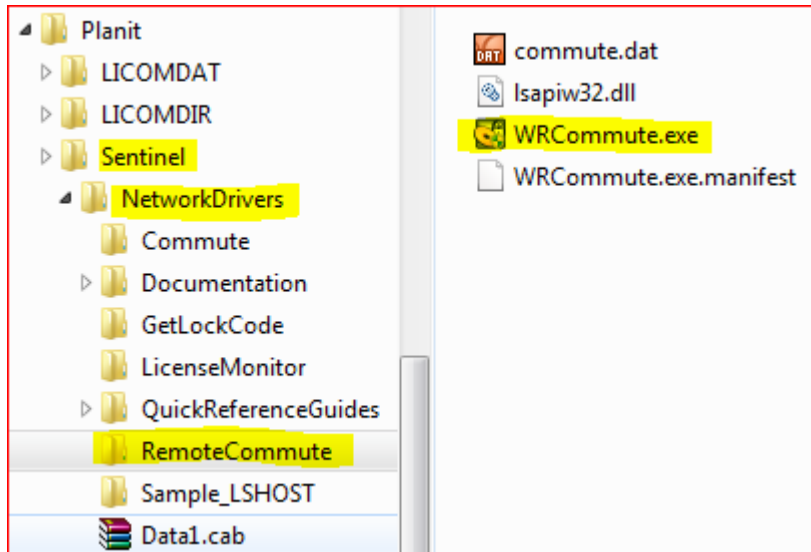 Planit
LICOMDAT
LICOMDIR
Sentinel
NetworkDrivers
Commute
Documentation
GetLockCode
LicenseMonitor
QuickReferenceGuides
RemoteCommute
Sample_LSHOST
Data1.cab
DAT
commute.dat
lsapiw32.dll
WRCommute.exe
WRCommute.exe.manifest